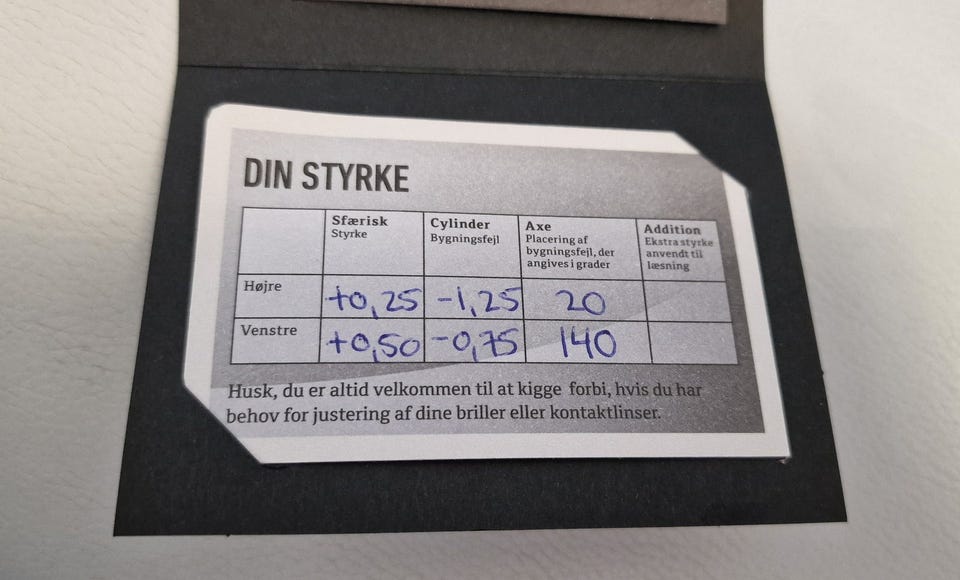 DIN STYRKE
Sfærisk Cylinder Axe Addition
Styrke Bygningsfejl Placering af Ekstra styrke
bygningsfejl, der anvendt til
angives i grader læsning
Højre +0,25 -1,25 20
Venstre +0,50 -0,75 140
Husk, du er altid velkommen til at kigge forbi, hvis du har
behov for justering af dine briller eller kontaktlinser.